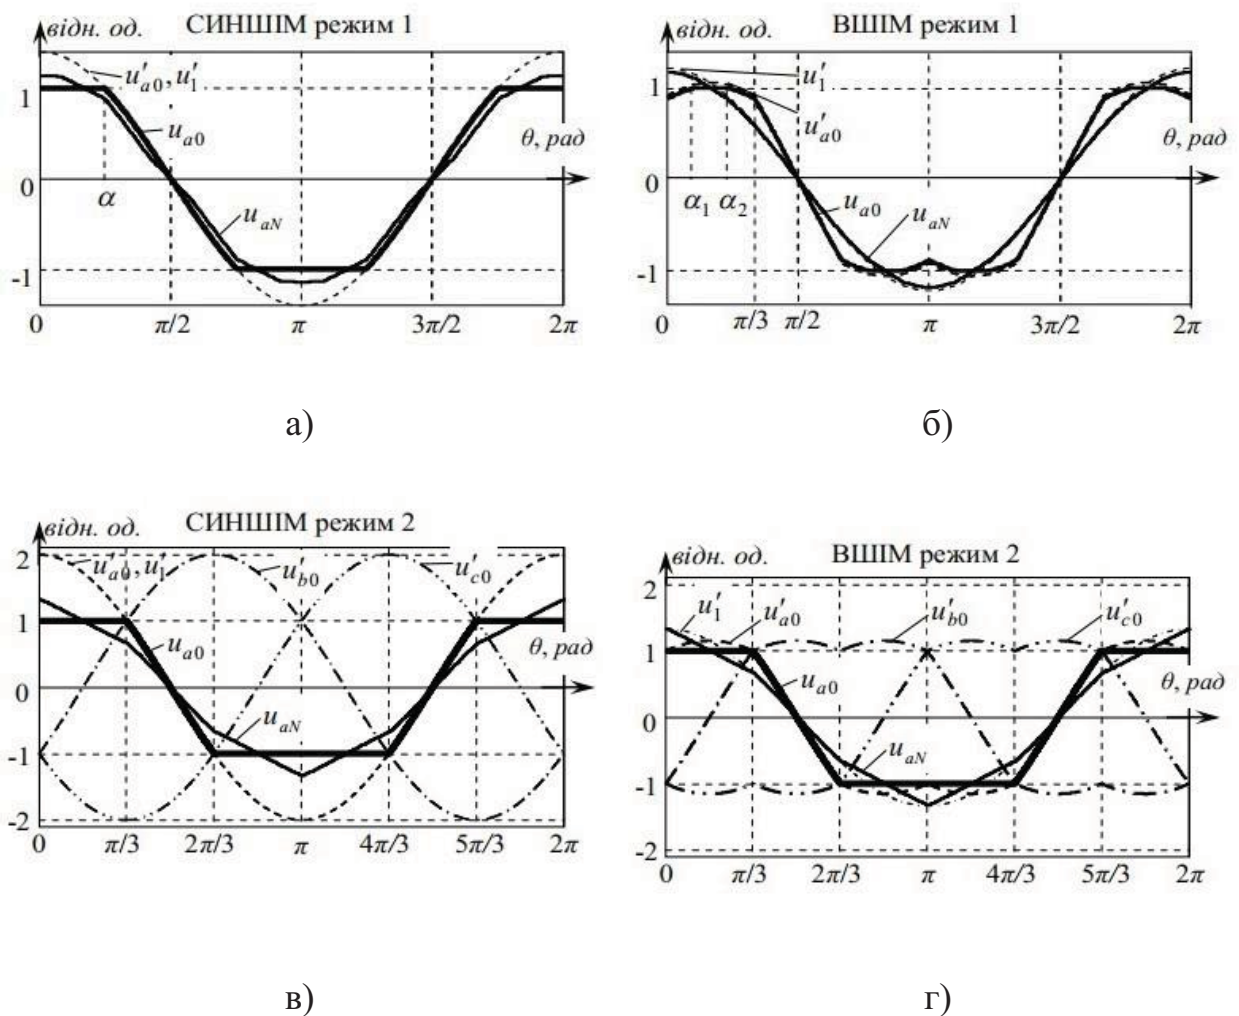 відн. од. СИНШІМ режим 1
u′a0, u′1
1
ua0
θ, рад
0
α
uaN
-1
0 π/2 π 3π/2 2π
а)
відн. од. ВШІМ режим 1
u′1
1
u′a0
θ, рад
0
α1 α2
ua0
uaN
-1
0 π/3 π/2 π 3π/2 2π
б)
відн. од. СИНШІМ режим 2
2
u′a0, u′1 u′b0 u′c0
1
ua0
θ, рад
0
uaN
-1
-2
0 π/3 2π/3 π 4π/3 5π/3 2π
в)
відн. од. ВШІМ режим 2
2
u′1 u′a0 u′b0 u′c0
1
ua0
θ, рад
0
uaN
-1
-2
0 π/3 2π/3 π 4π/3 5π/3 2π
г)